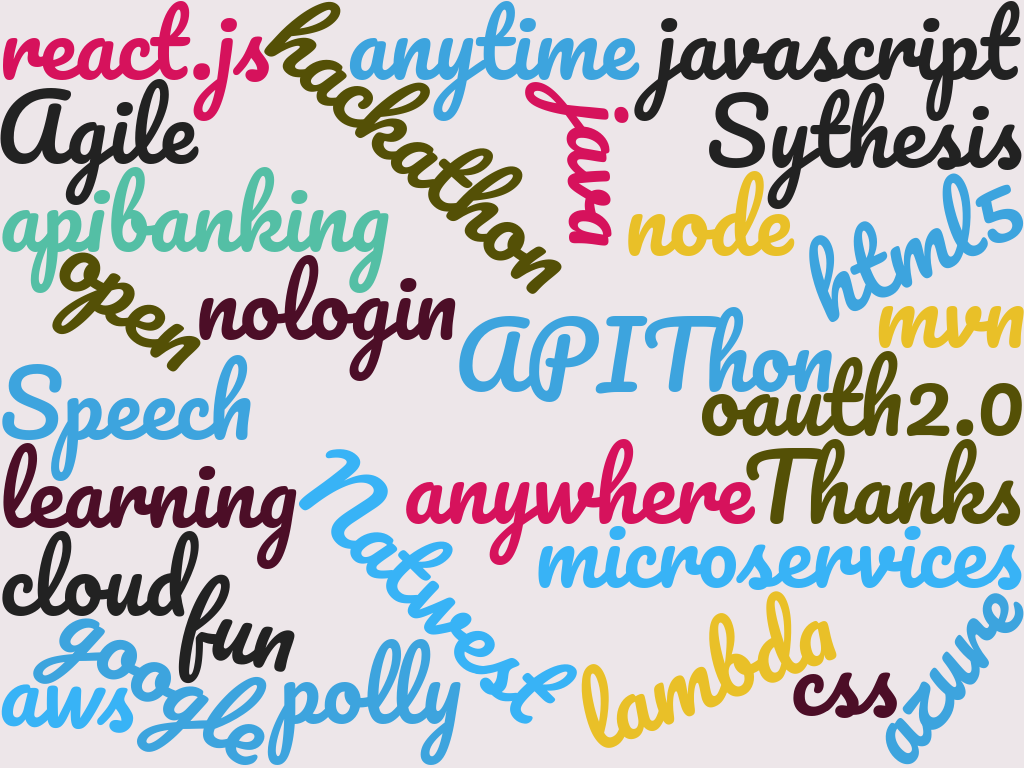 react.js
hackathon
anytime
javascript
Agile
java
Sythesis
apibanking
node
html5
open
nologin
mvn
APIThon
Speech
oauth2.0
learning
Natwest
anywhere
Thanks
microservices
cloud
fun
google
lambda
azure
aws
polly
css